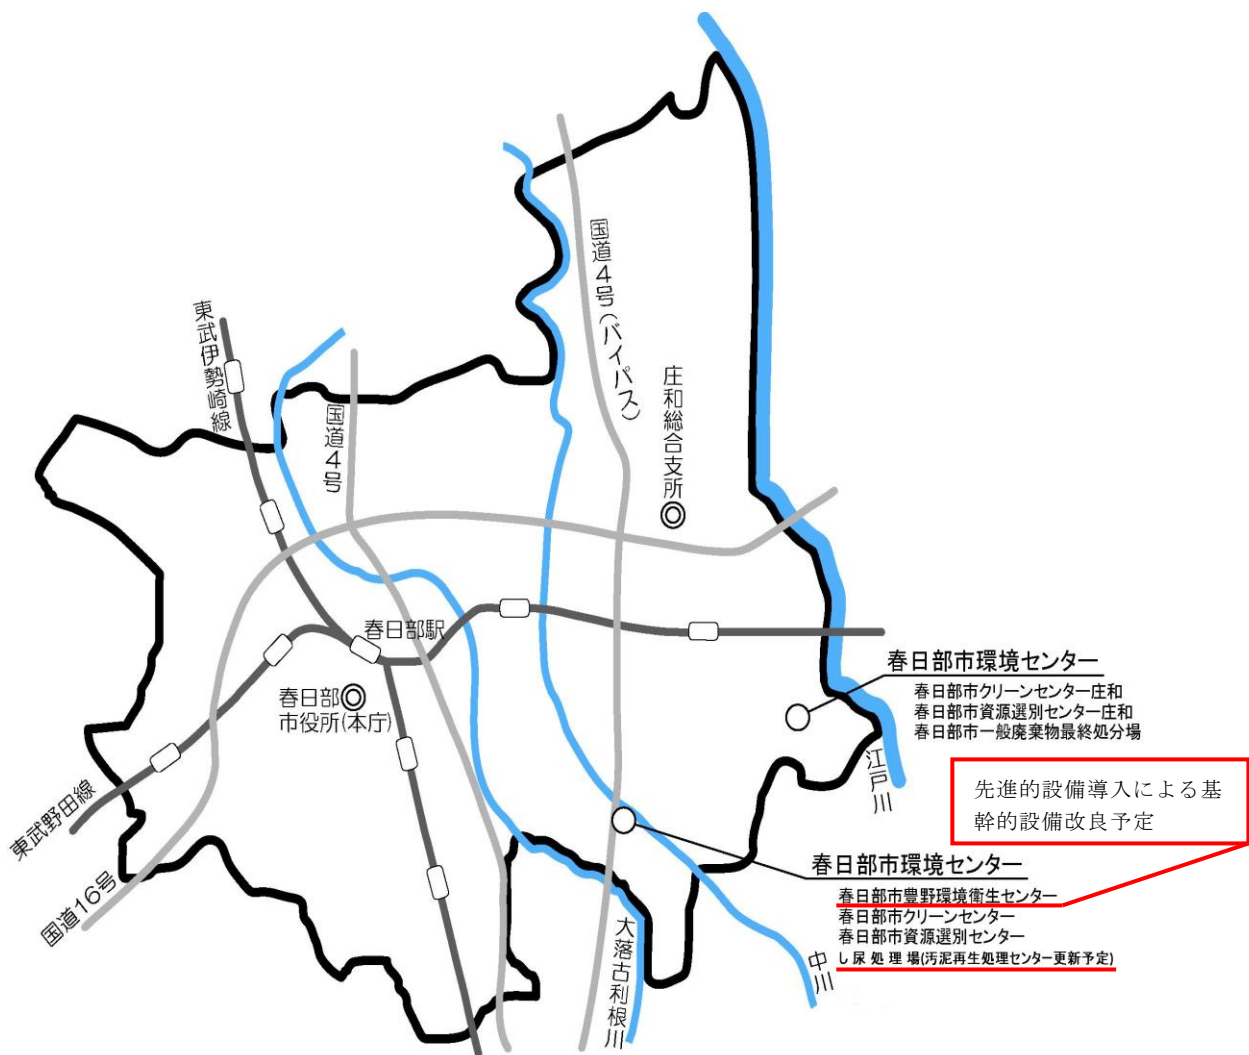 国道4号(バイパス)
東武伊勢崎線
国道4号
庄和総合支所
春日部駅
春日部
市役所(本庁)
春日部市環境センター
春日部市クリーンセンター庄和
春日部市資源選別センター庄和
春日部市一般廃棄物最終処分場
江戸川
先進的設備導入による基
幹的設備改良予定
東武野田線
国道16号
春日部市環境センター
春日部市豊野環境衛生センター
春日部市クリーンセンター
春日部市資源選別センター
し尿処理場(汚泥再生処理センター更新予定)
大落古利根川
中川